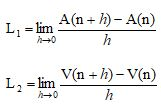 L₁ = lim h→0 (A(n + h) – A(n)) / h
L₂ = lim h→0 (V(n + h) – V(n)) / h